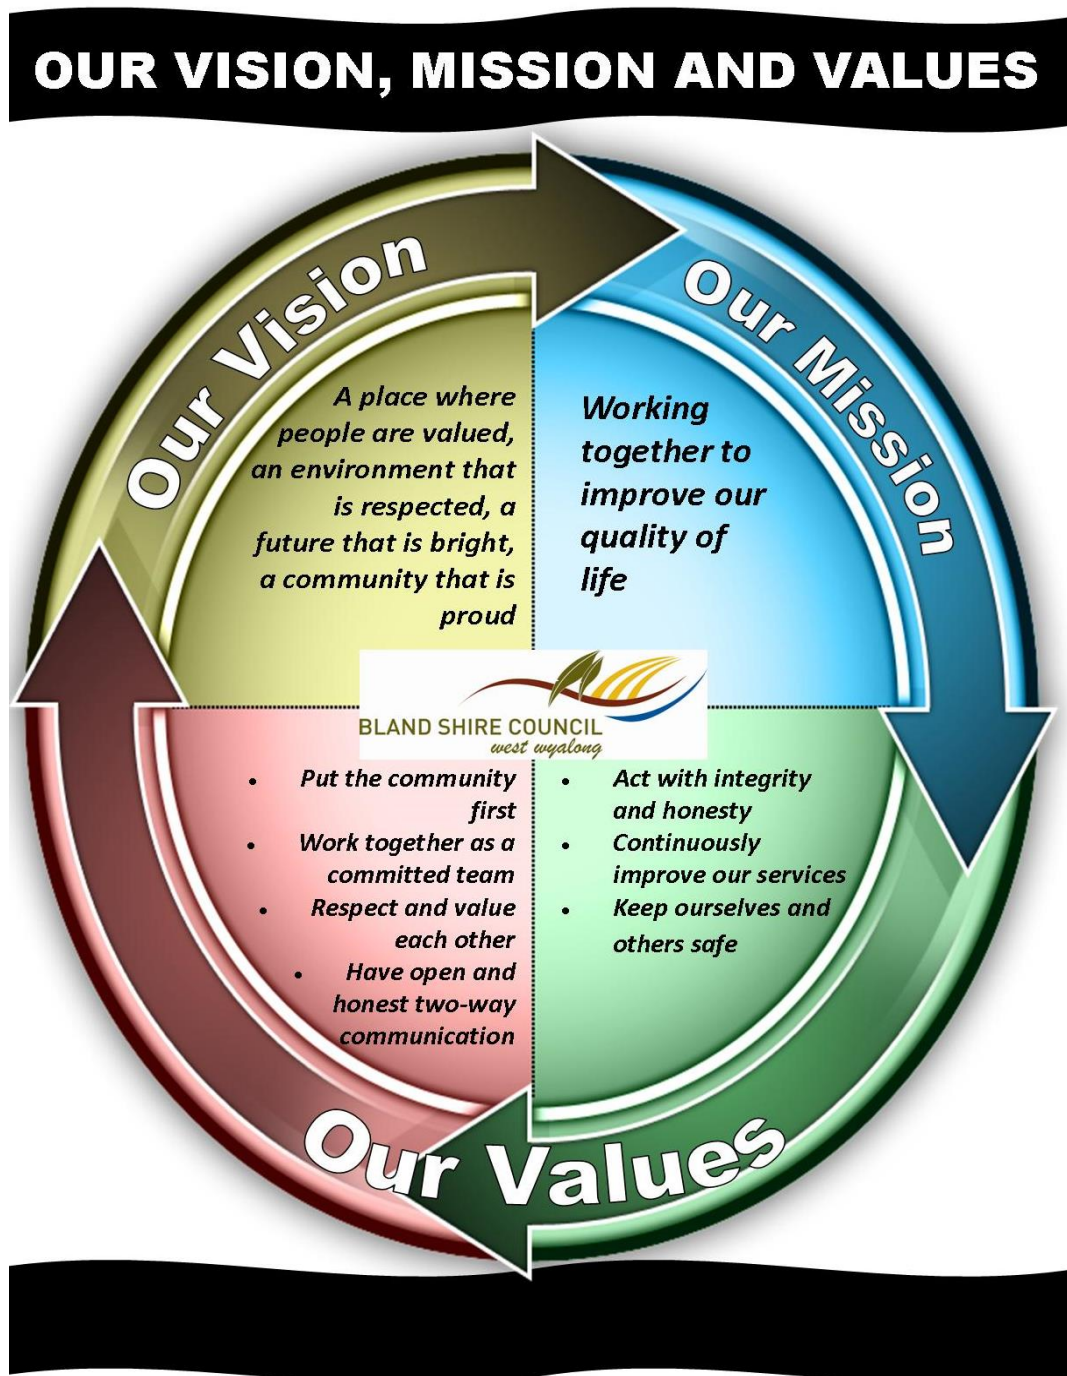 OUR VISION, MISSION AND VALUES
Our Vision
A place where
people are valued,
an environment that
is respected, a
future that is bright,
a community that is
proud
Our Mission
Working
together to
improve our
quality of
life
BLAND SHIRE COUNCIL
west wyalong
• Put the community
first
• Work together as a
committed team
• Respect and value
each other
• Have open and
honest two-way
communication
• Act with integrity
and honesty
• Continuously
improve our services
• Keep ourselves and
others safe
Our Values